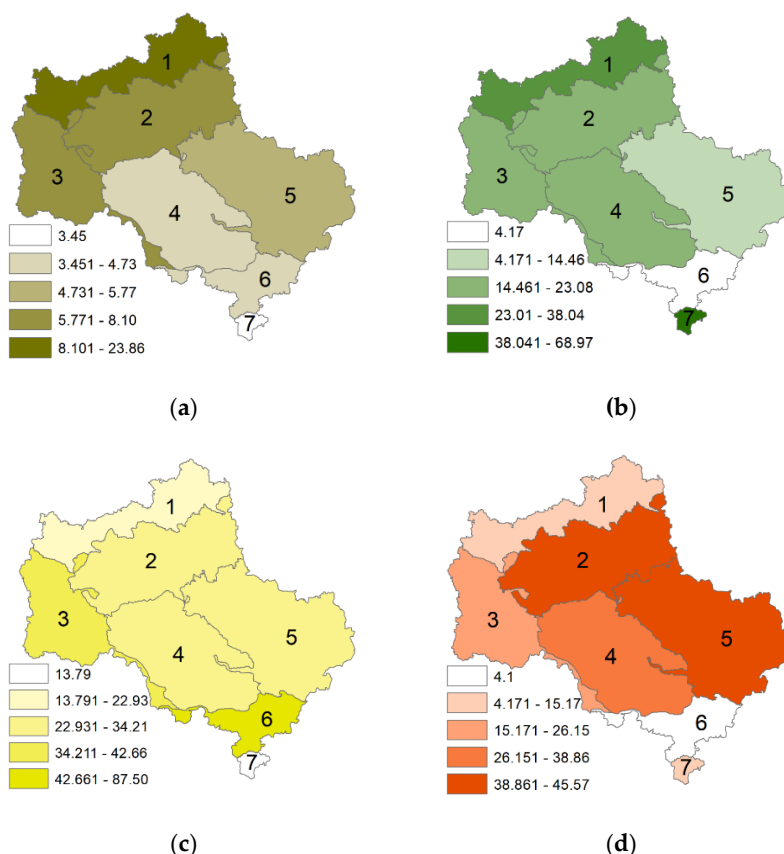 1
2
3
4
5
6
7
3.45
3.451 - 4.73
4.731 - 5.77
5.771 - 8.10
8.101 - 23.86
(a)
1
2
3
4
5
6
7
4.17
4.171 - 14.46
14.461 - 23.08
23.01 - 38.04
38.041 - 68.97
(b)
1
2
3
4
5
6
7
13.79
13.791 - 22.93
22.931 - 34.21
34.211 - 42.66
42.661 - 87.50
(c)
1
2
3
4
5
6
7
4.1
4.171 - 15.17
15.171 - 26.15
26.151 - 38.86
38.861 - 45.57
(d)